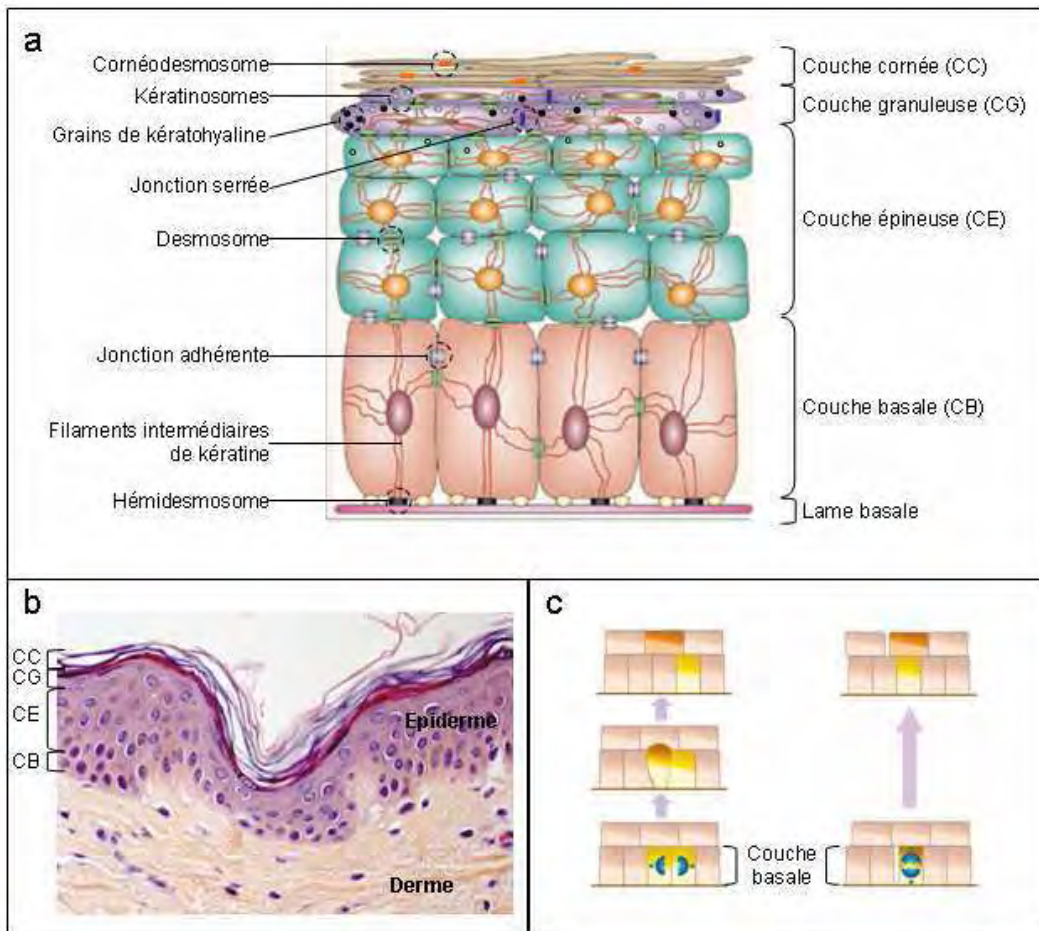 a
Cornéodesmosome
Kératinosomes
Grains de kératohyaline
Jonction serrée
Desmosome
Jonction adhérente
Filaments intermédiaires
de kératine
Hémidesmosome
Couche cornée (CC)
Couche granuleuse (CG)
Couche épineuse (CE)
Couche basale (CB)
Lame basale
b
CC
CG
CE
CB
Epiderme
Derme
c
Couche
basale